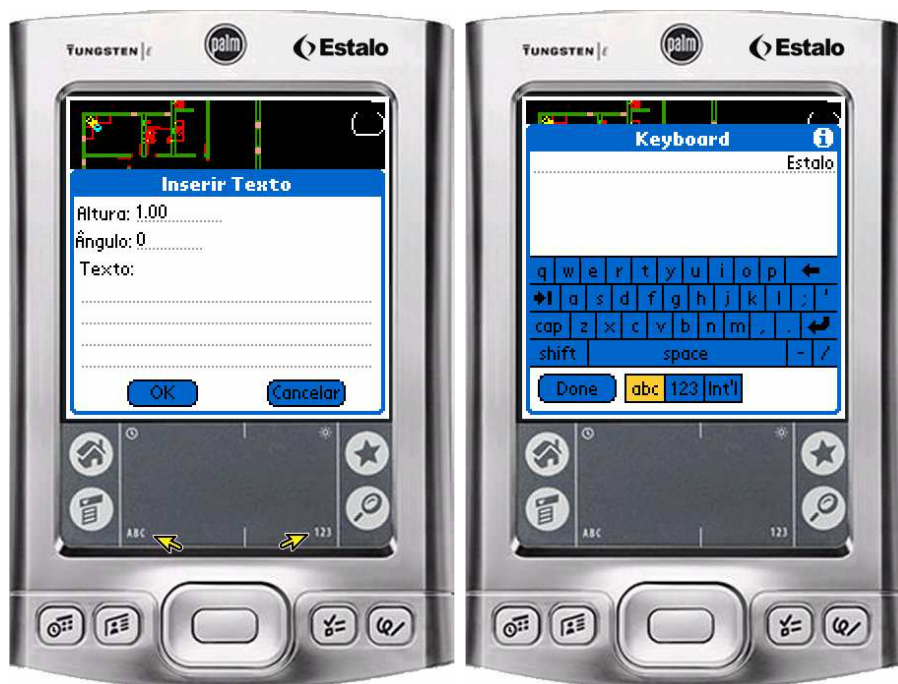 TUNGSTEN | E
palm
Estalo
Inserir Texto
Altura: 1.00
Ângulo: 0
Texto:
OK
Cancelar
ABC
123
TUNGSTEN | E
palm
Estalo
Keyboard
i
Estalo
q w e r t y u i o p
a s d f g h j k l ; '
cap z x c v b n m , .
shift space - /
Done abc 123 Int'l
ABC
123